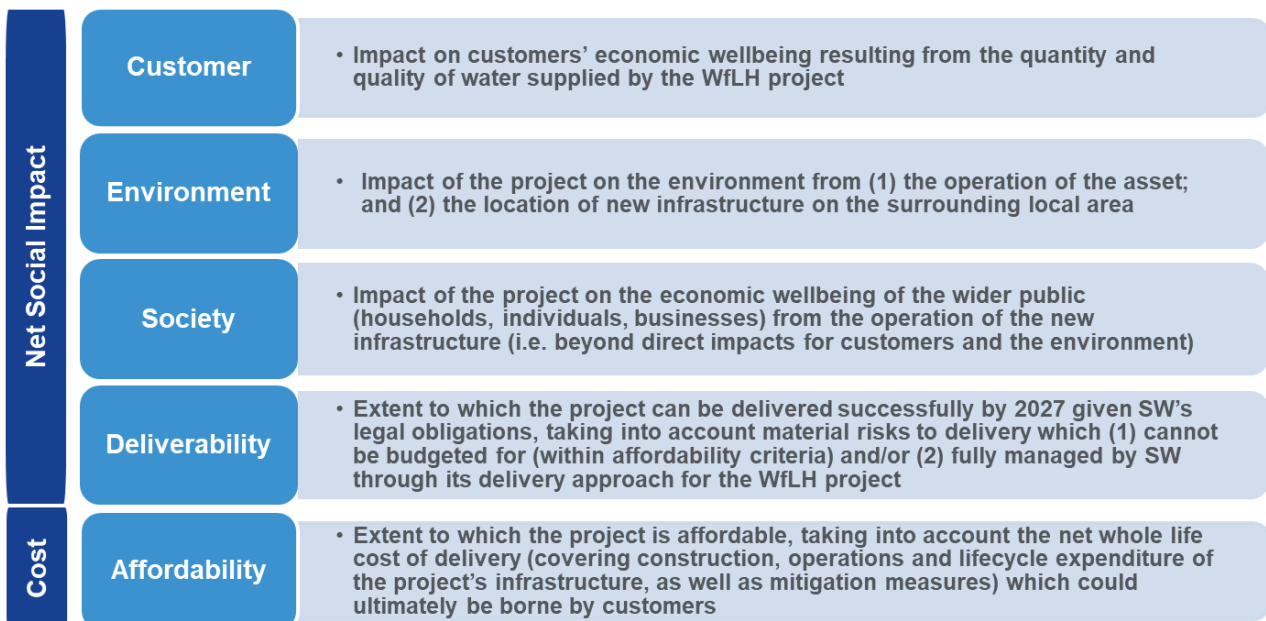 Net Social Impact
Customer
• Impact on customers' economic wellbeing resulting from the quantity and
quality of water supplied by the WfLH project
Environment
• Impact of the project on the environment from (1) the operation of the asset;
and (2) the location of new infrastructure on the surrounding local area
Society
• Impact of the project on the economic wellbeing of the wider public
(households, individuals, businesses) from the operation of the new
infrastructure (i.e. beyond direct impacts for customers and the environment)
Deliverability
• Extent to which the project can be delivered successfully by 2027 given SW's
legal obligations, taking into account material risks to delivery which (1) cannot
be budgeted for (within affordability criteria) and/or (2) fully managed by SW
through its delivery approach for the WfLH project
Cost
Affordability
• Extent to which the project is affordable, taking into account the net whole life
cost of delivery (covering construction, operations and lifecycle expenditure of
the project's infrastructure, as well as mitigation measures) which could
ultimately be borne by customers